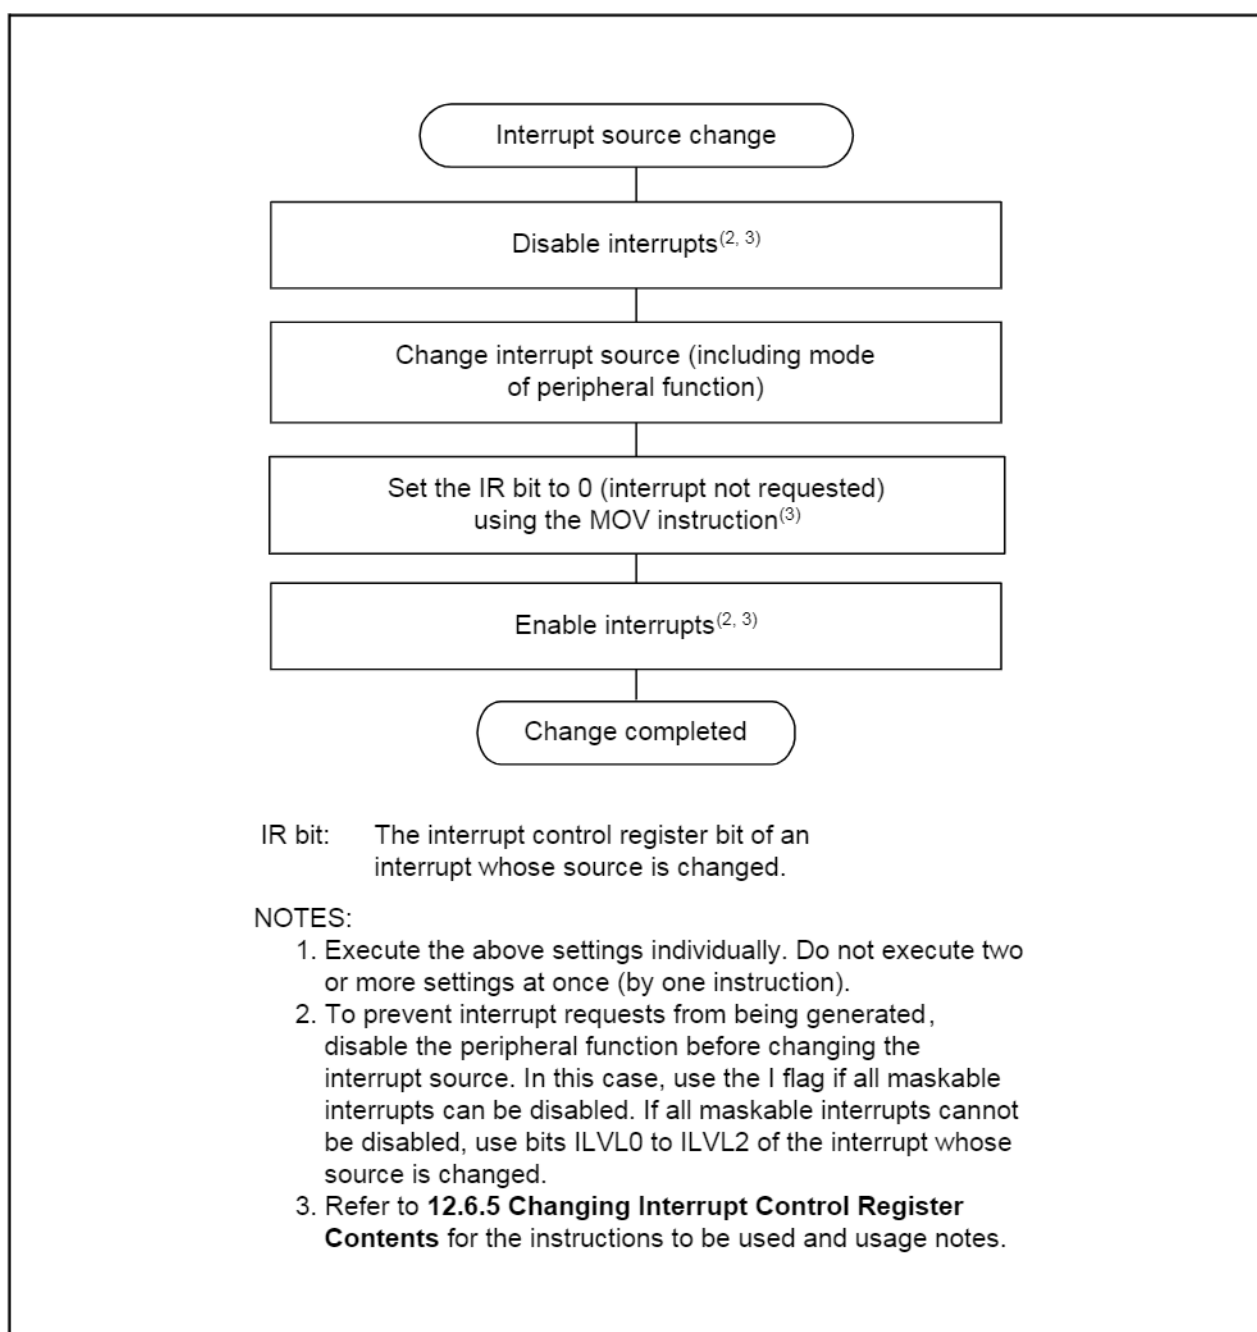 Interrupt source change
Disable interrupts(2, 3)
Change interrupt source (including mode
of peripheral function)
Set the IR bit to 0 (interrupt not requested)
using the MOV instruction(3)
Enable interrupts(2, 3)
Change completed
IR bit: The interrupt control register bit of an
interrupt whose source is changed.
NOTES:
1. Execute the above settings individually. Do not execute two
or more settings at once (by one instruction).
2. To prevent interrupt requests from being generated,
disable the peripheral function before changing the
interrupt source. In this case, use the I flag if all maskable
interrupts can be disabled. If all maskable interrupts cannot
be disabled, use bits ILVL0 to ILVL2 of the interrupt whose
source is changed.
3. Refer to 12.6.5 Changing Interrupt Control Register
Contents for the instructions to be used and usage notes.